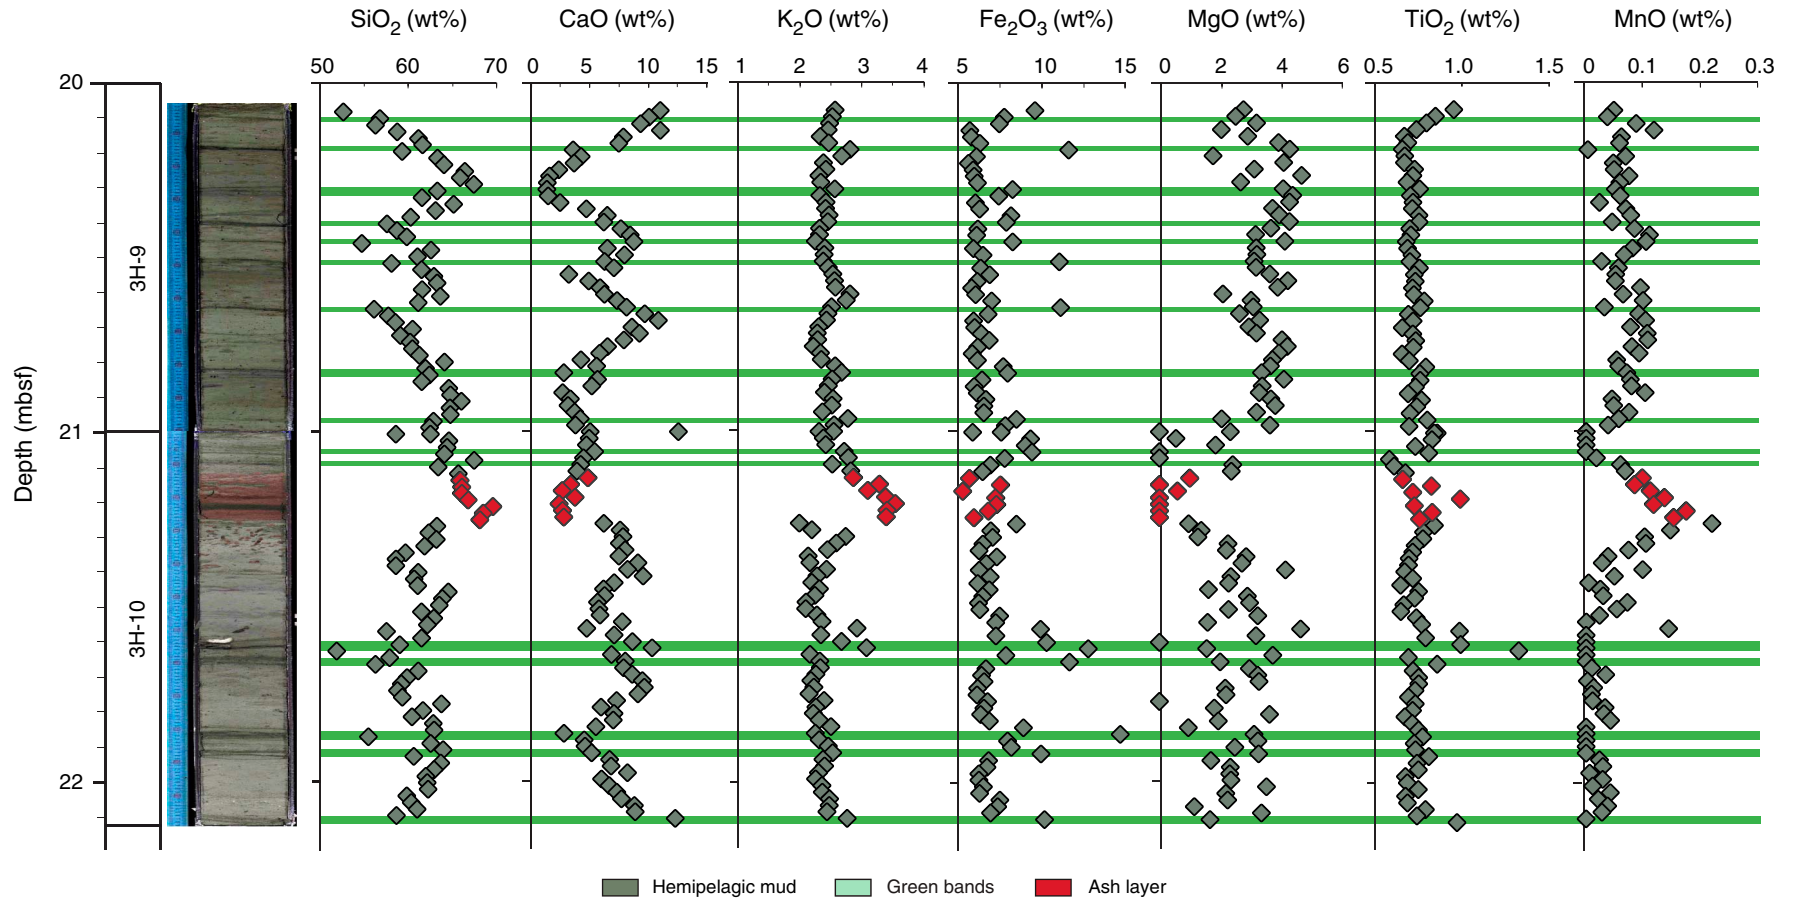 SiO2 (wt%) CaO (wt%) K2O (wt%) Fe2O3 (wt%) MgO (wt%) TiO2 (wt%) MnO (wt%)
50 60 70 0 5 10 15 1 2 3 4 5 10 15 0 2 4 6 0.5 1.0 1.5 0 0.1 0.2 0.3
20
3H-9
Depth (mbsf)
21
3H-10
22
Hemipelagic mud Green bands Ash layer